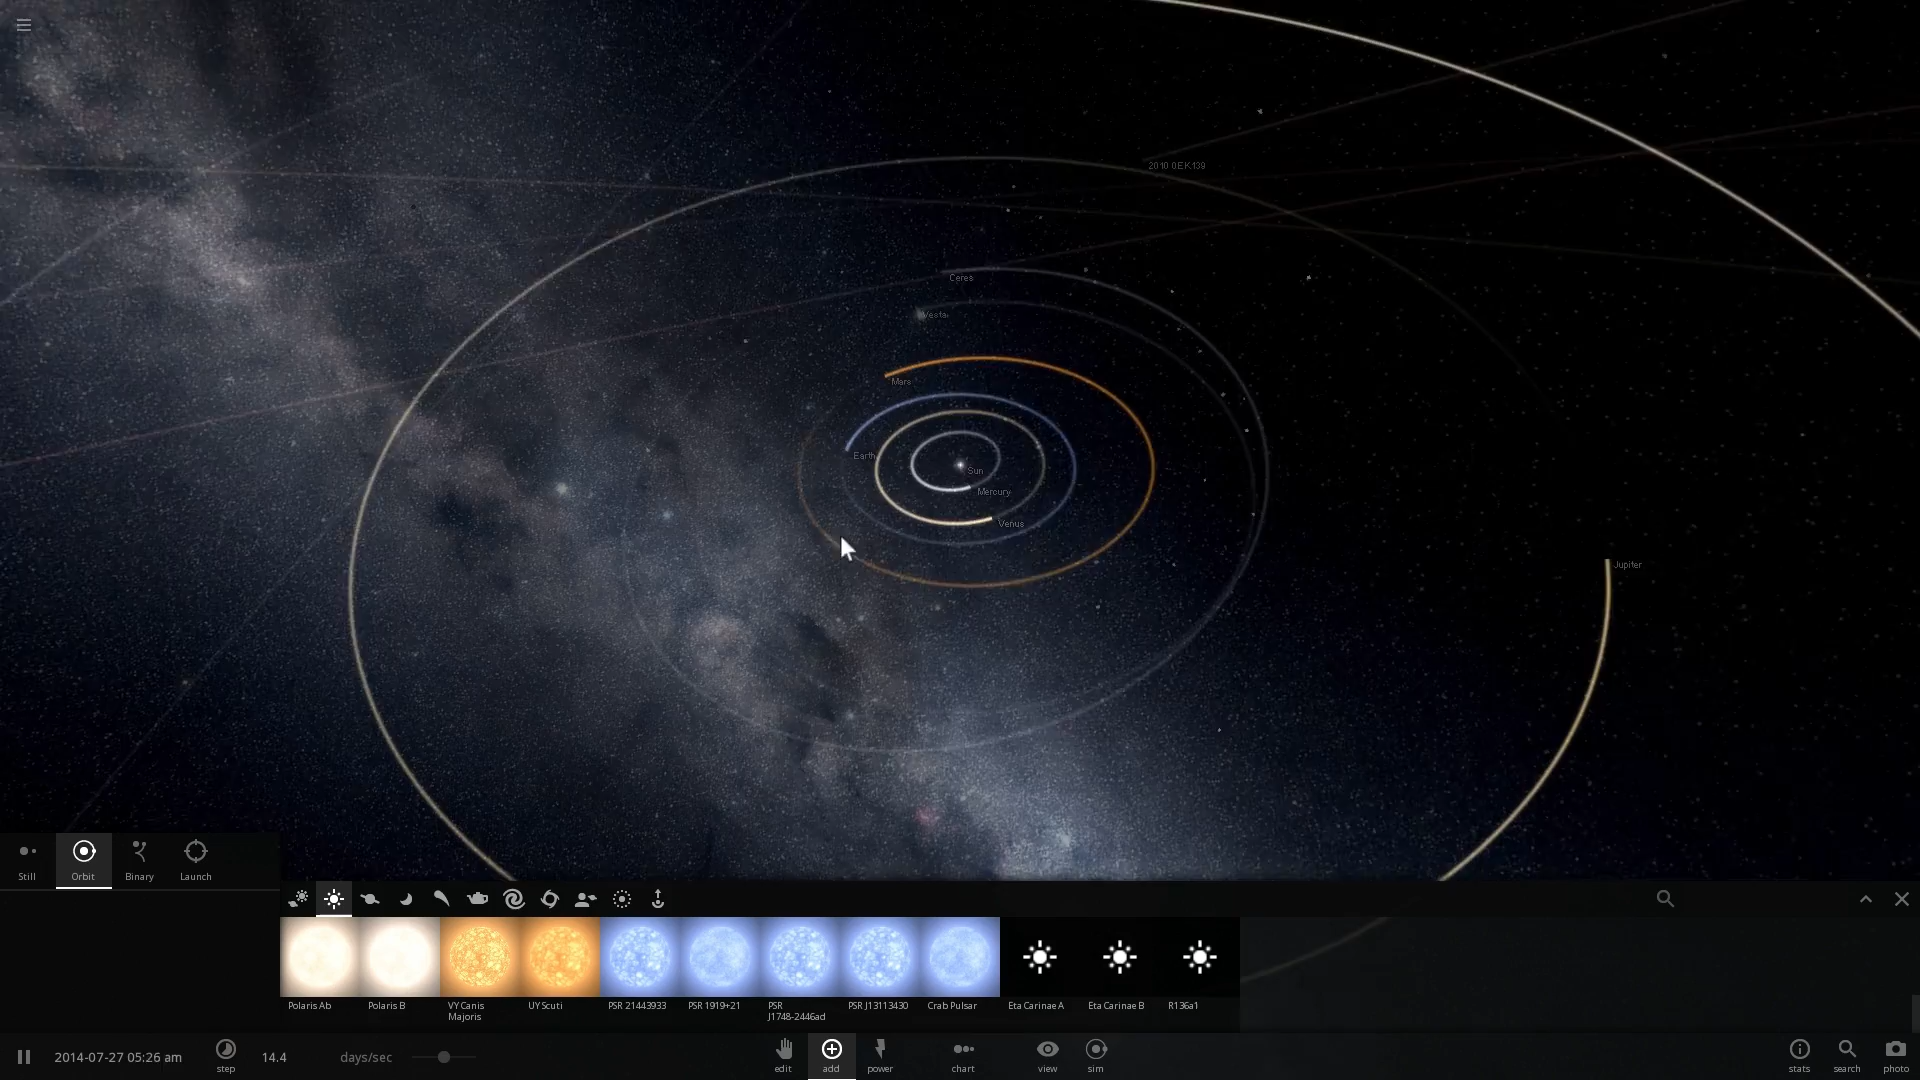 2010 OEK139
Ceres
Vesta
Mars
Earth
Sun
Mercury
Venus
Jupiter
Still Orbit Binary Launch
Polaris Ab Polaris B VY Canis Majoris UY Scuti PSR 21443933 PSR 1919+21 PSR J1748-2446ad PSR J13113430 Crab Pulsar Eta Carinae A Eta Carinae B R136a1
2014-07-27 05:26 am step 14.4 days/sec edit add power chart view sim stats search photo